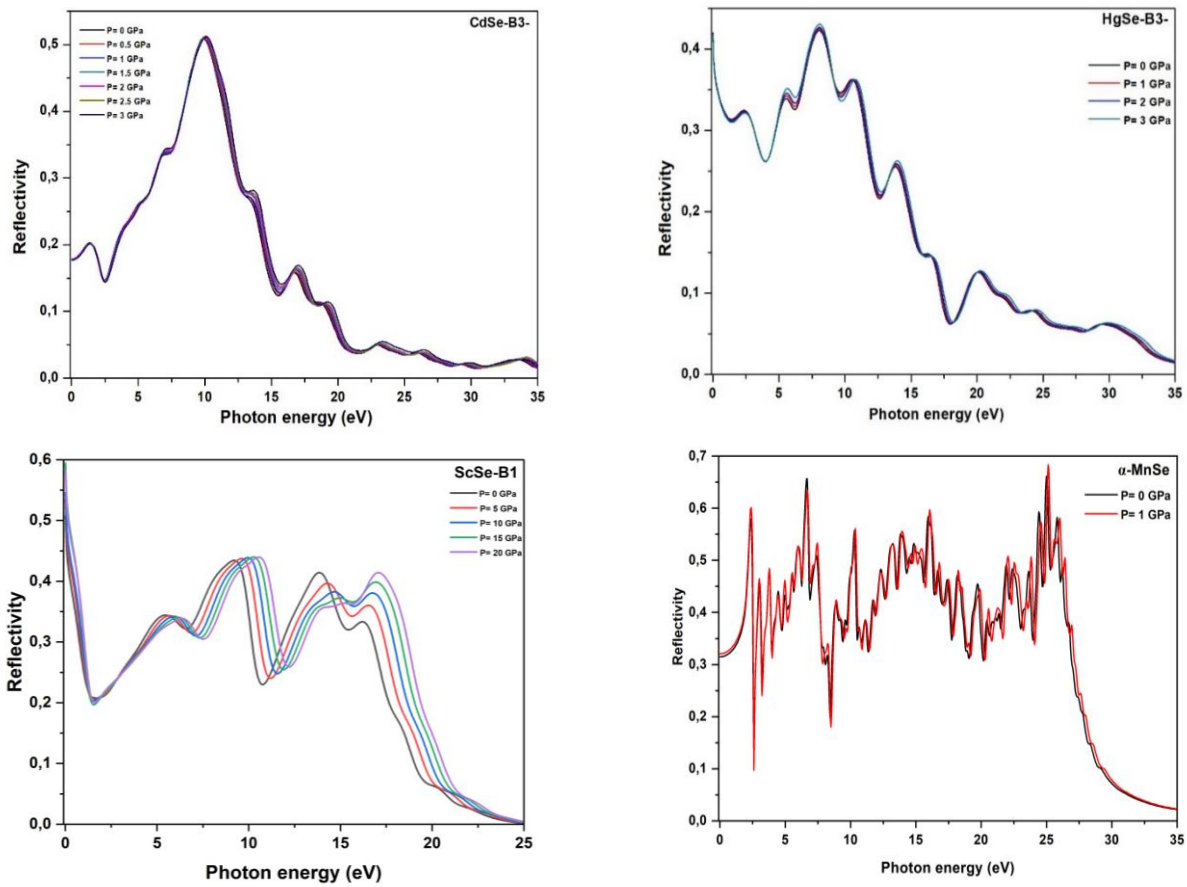 CdSe-B3-
P= 0 GPa
P= 0.5 GPa
P= 1 GPa
P= 1.5 GPa
P= 2 GPa
P= 2.5 GPa
P= 3 GPa
0,5
0,4
0,3
0,2
0,1
0,0
Reflectivity
0 5 10 15 20 25 30 35
Photon energy (eV)
HgSe-B3-
P= 0 GPa
P= 1 GPa
P= 2 GPa
P= 3 GPa
0,4
0,3
0,2
0,1
0,0
Reflectivity
0 5 10 15 20 25 30 35
Photon energy (eV)
ScSe-B1
P= 0 GPa
P= 5 GPa
P= 10 GPa
P= 15 GPa
P= 20 GPa
0,6
0,5
0,4
0,3
0,2
0,1
0,0
Reflectivity
0 5 10 15 20 25
Photon energy (eV)
α-MnSe
P= 0 GPa
P= 1 GPa
0,7
0,6
0,5
0,4
0,3
0,2
0,1
0,0
Reflectivity
0 5 10 15 20 25 30 35
Photon energy (eV)